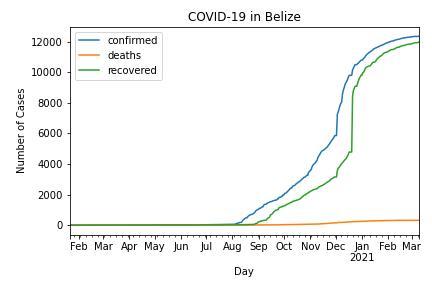 COVID-19 in Belize
confirmed
deaths
recovered
Number of Cases
12000
10000
8000
6000
4000
2000
0
Feb Mar Apr May Jun Jul Aug Sep Oct Nov Dec Jan Feb Mar
2021
Day